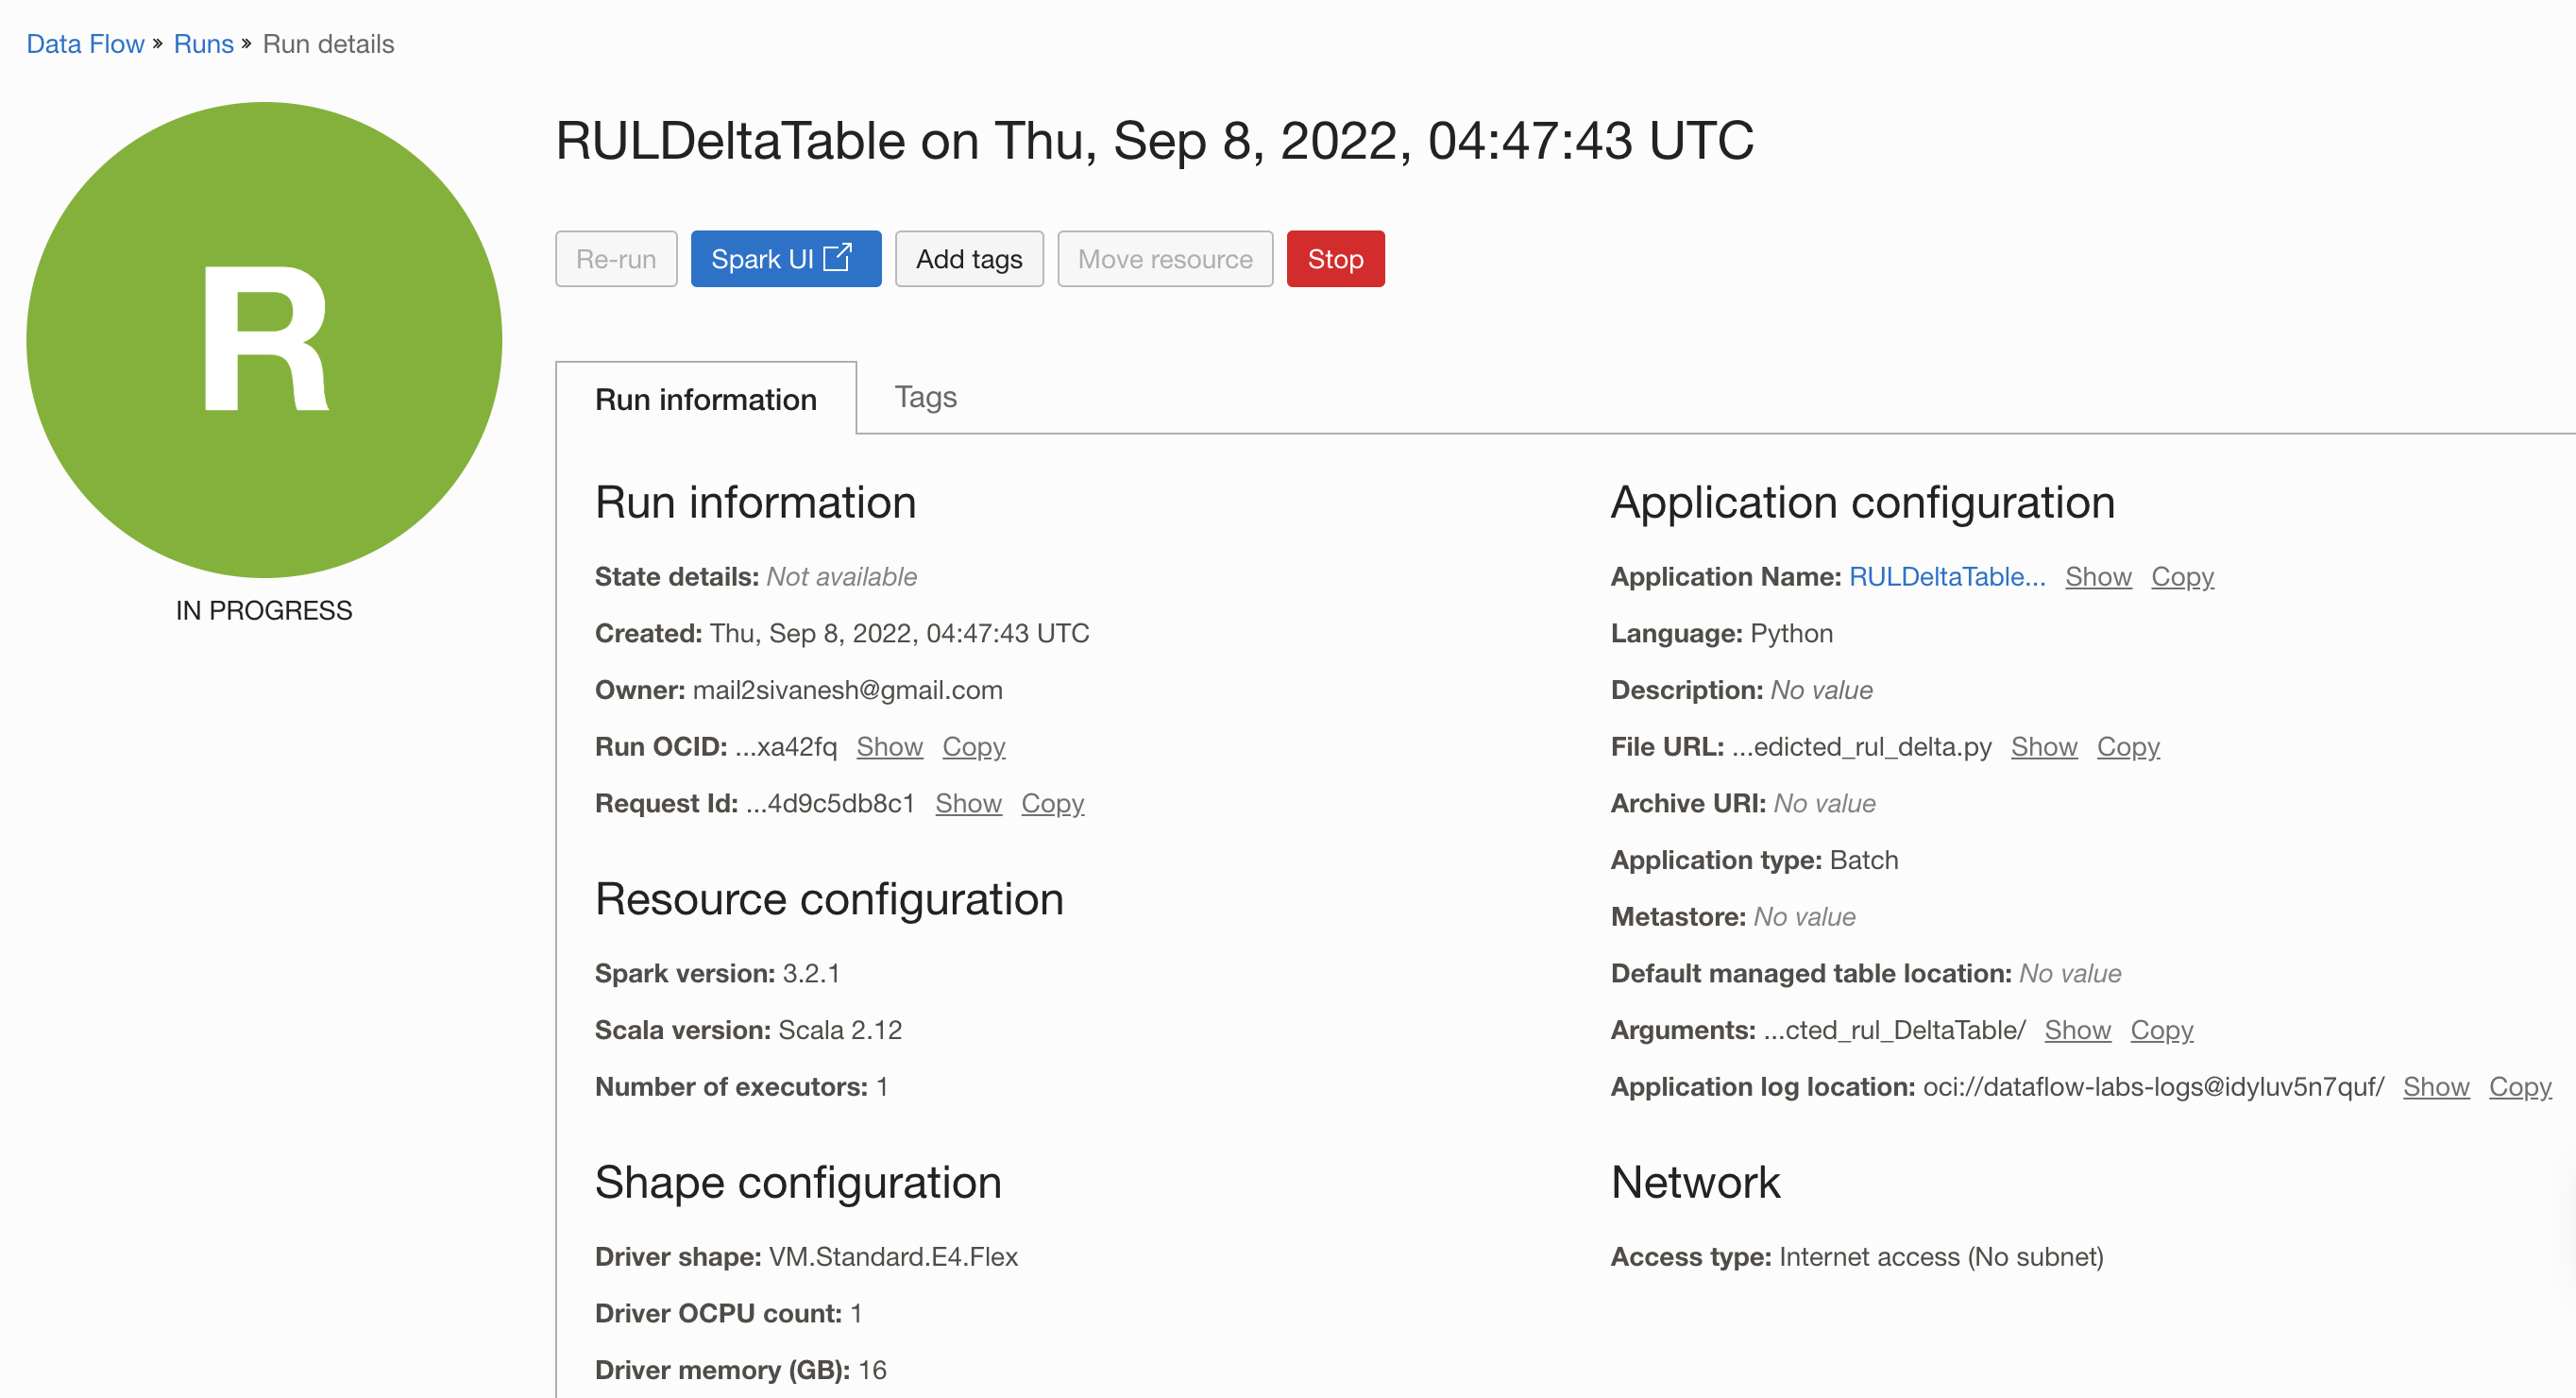 Data Flow » Runs » Run details
R
IN PROGRESS
RULDeltaTable on Thu, Sep 8, 2022, 04:47:43 UTC
Re-run Spark UI Add tags Move resource Stop
Run information Tags
Run information
State details: Not available
Created: Thu, Sep 8, 2022, 04:47:43 UTC
Owner: mail2sivanesh@gmail.com
Run OCID: ...xa42fq Show Copy
Request Id: ...4d9c5db8c1 Show Copy
Resource configuration
Spark version: 3.2.1
Scala version: Scala 2.12
Number of executors: 1
Shape configuration
Driver shape: VM.Standard.E4.Flex
Driver OCPU count: 1
Driver memory (GB): 16
Application configuration
Application Name: RULDeltaTable... Show Copy
Language: Python
Description: No value
File URL: ...edicted_rul_delta.py Show Copy
Archive URI: No value
Application type: Batch
Metastore: No value
Default managed table location: No value
Arguments: ...cted_rul_DeltaTable/ Show Copy
Application log location: oci://dataflow-labs-logs@idyluv5n7quf/ Show Copy
Network
Access type: Internet access (No subnet)